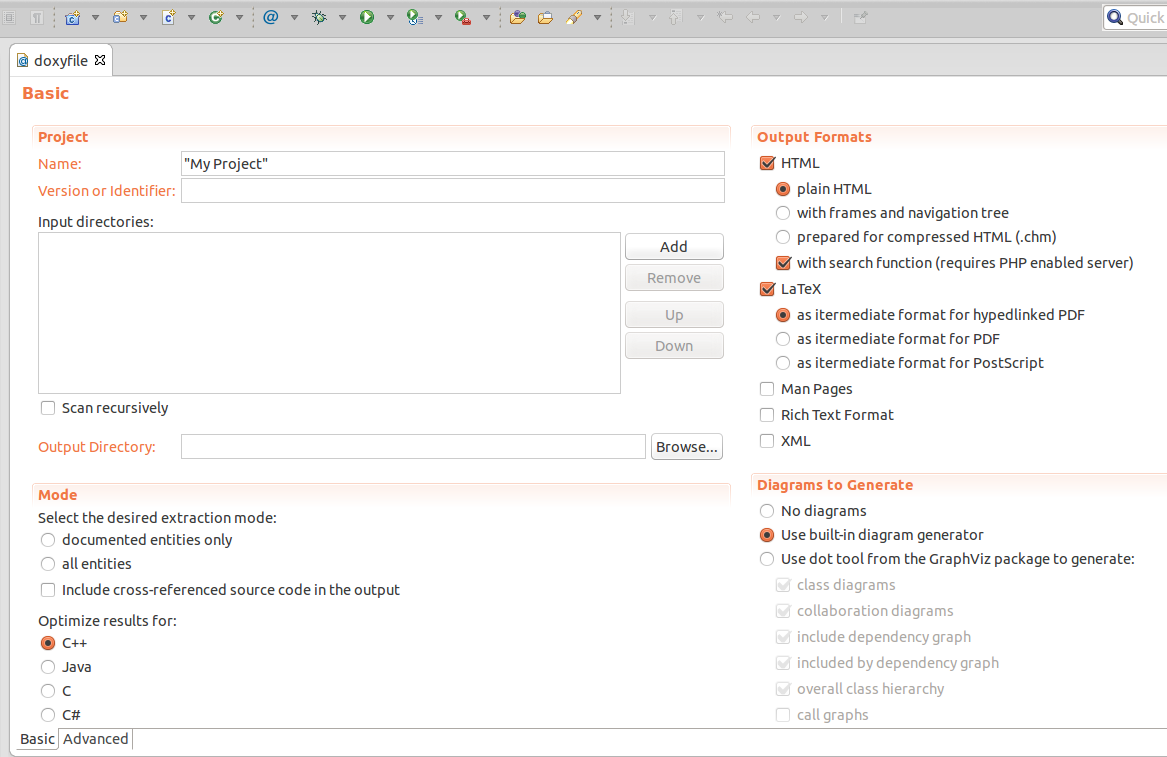 Quick
doxyfile
Basic
Project
Name:
"My Project"
Version or Identifier:
Input directories:
Add
Remove
Up
Down
Scan recursively
Output Directory:
Browse...
Mode
Select the desired extraction mode:
documented entities only
all entities
Include cross-referenced source code in the output
Optimize results for:
C++
Java
C
C#
Output Formats
HTML
plain HTML
with frames and navigation tree
prepared for compressed HTML (.chm)
with search function (requires PHP enabled server)
LaTeX
as itermediate format for hypedlinked PDF
as itermediate format for PDF
as itermediate format for PostScript
Man Pages
Rich Text Format
XML
Diagrams to Generate
No diagrams
Use built-in diagram generator
Use dot tool from the GraphViz package to generate:
class diagrams
collaboration diagrams
include dependency graph
included by dependency graph
overall class hierarchy
call graphs
Basic
Advanced